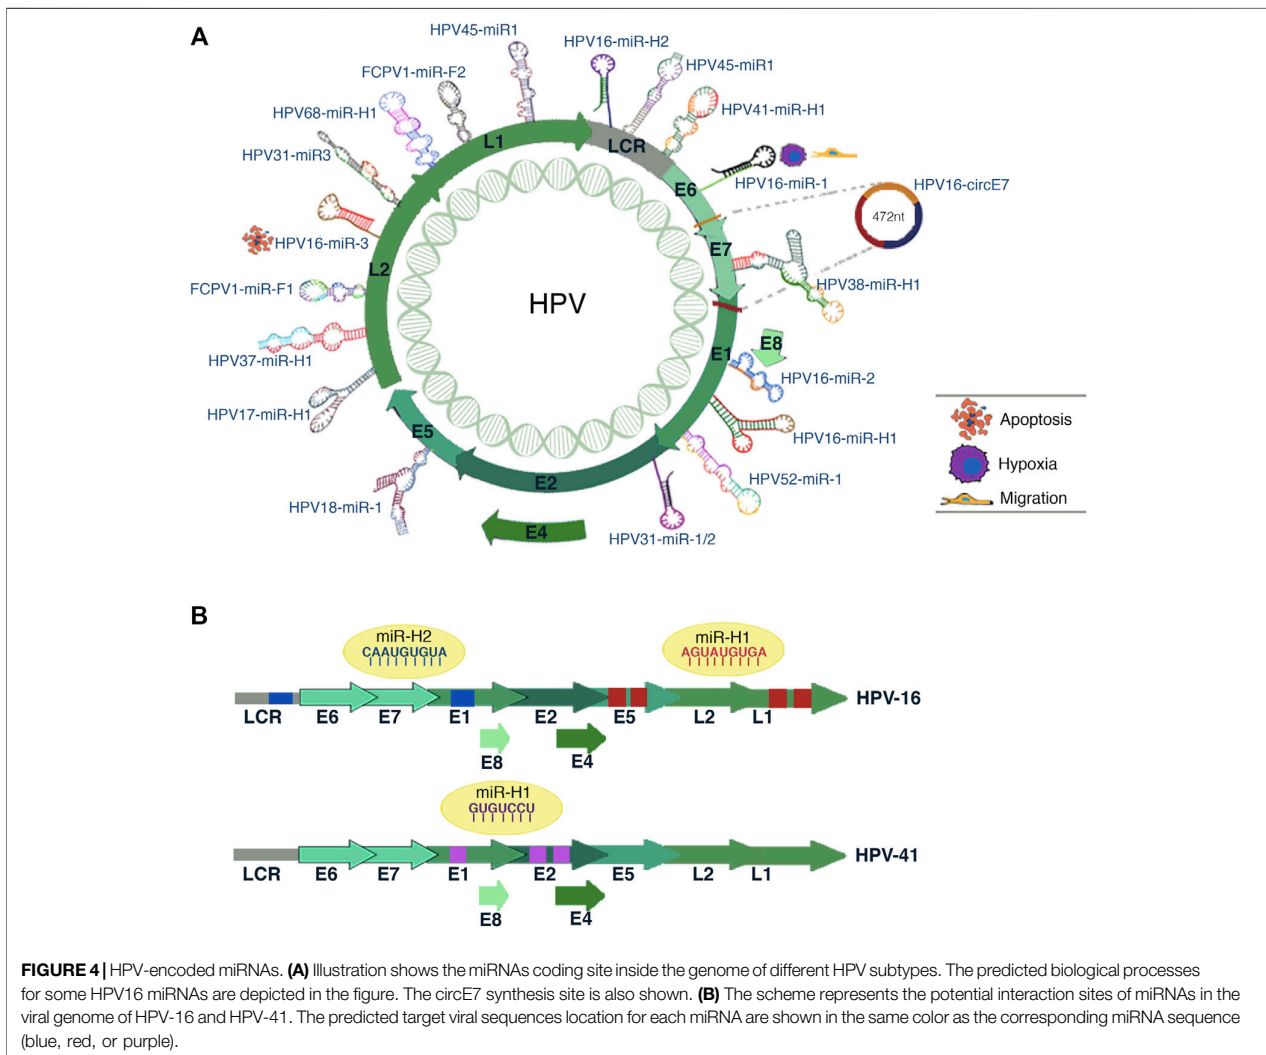 A
HPV45-miR1
HPV16-miR-H2
FCPV1-miR-F2
HPV45-miR1
HPV68-miR-H1
HPV41-miR-H1
L1
LCR
HPV31-miR3
E6
HPV16-miR-1
HPV16-circE7
472nt
HPV16-miR-3
E7
L2
FCPV1-miR-F1
HPV38-miR-H1
HPV
E8
E1
HPV37-miR-H1
HPV16-miR-2
HPV17-miR-H1
Apoptosis
E5
HPV16-miR-H1
Hypoxia
HPV52-miR-1
E2
Migration
HPV18-miR-1
E4
HPV31-miR-1/2
B
miR-H2
CAAUGUGUA
miR-H1
AGUAUGUGA
HPV-16
LCR E6 E7 E1 E2 E5 L2 L1
E8 E4
miR-H1
GUGUCCU
HPV-41
LCR E6 E7 E1 E2 E5 L2 L1
E8 E4
FIGURE 4 | HPV-encoded miRNAs. (A) Illustration shows the miRNAs coding site inside the genome of different HPV subtypes. The predicted biological processes
for some HPV16 miRNAs are depicted in the figure. The circE7 synthesis site is also shown. (B) The scheme represents the potential interaction sites of miRNAs in the
viral genome of HPV-16 and HPV-41. The predicted target viral sequences location for each miRNA are shown in the same color as the corresponding miRNA sequence
(blue, red, or purple).